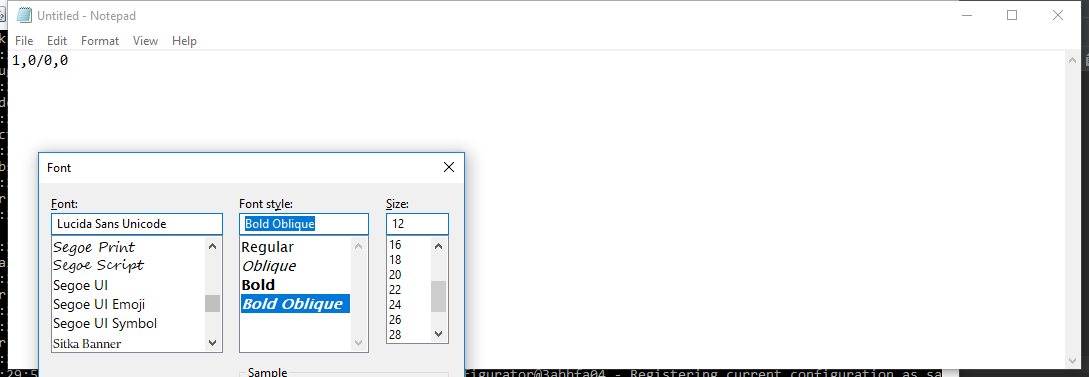 Untitled - Notepad
File Edit Format View Help
1,0/0,0
Font
Font: Font style: Size:
Lucida Sans Unicode Bold Oblique 12
Segoe Print Regular 16
Segoe Script Oblique 18
Segoe UI Bold 20
Segoe UI Emoji Bold Oblique 22
Segoe UI Symbol 24
Sitka Banner 26
28
Sample
:29:5 figurator@3abbfa04 - Registering current configuration as sa